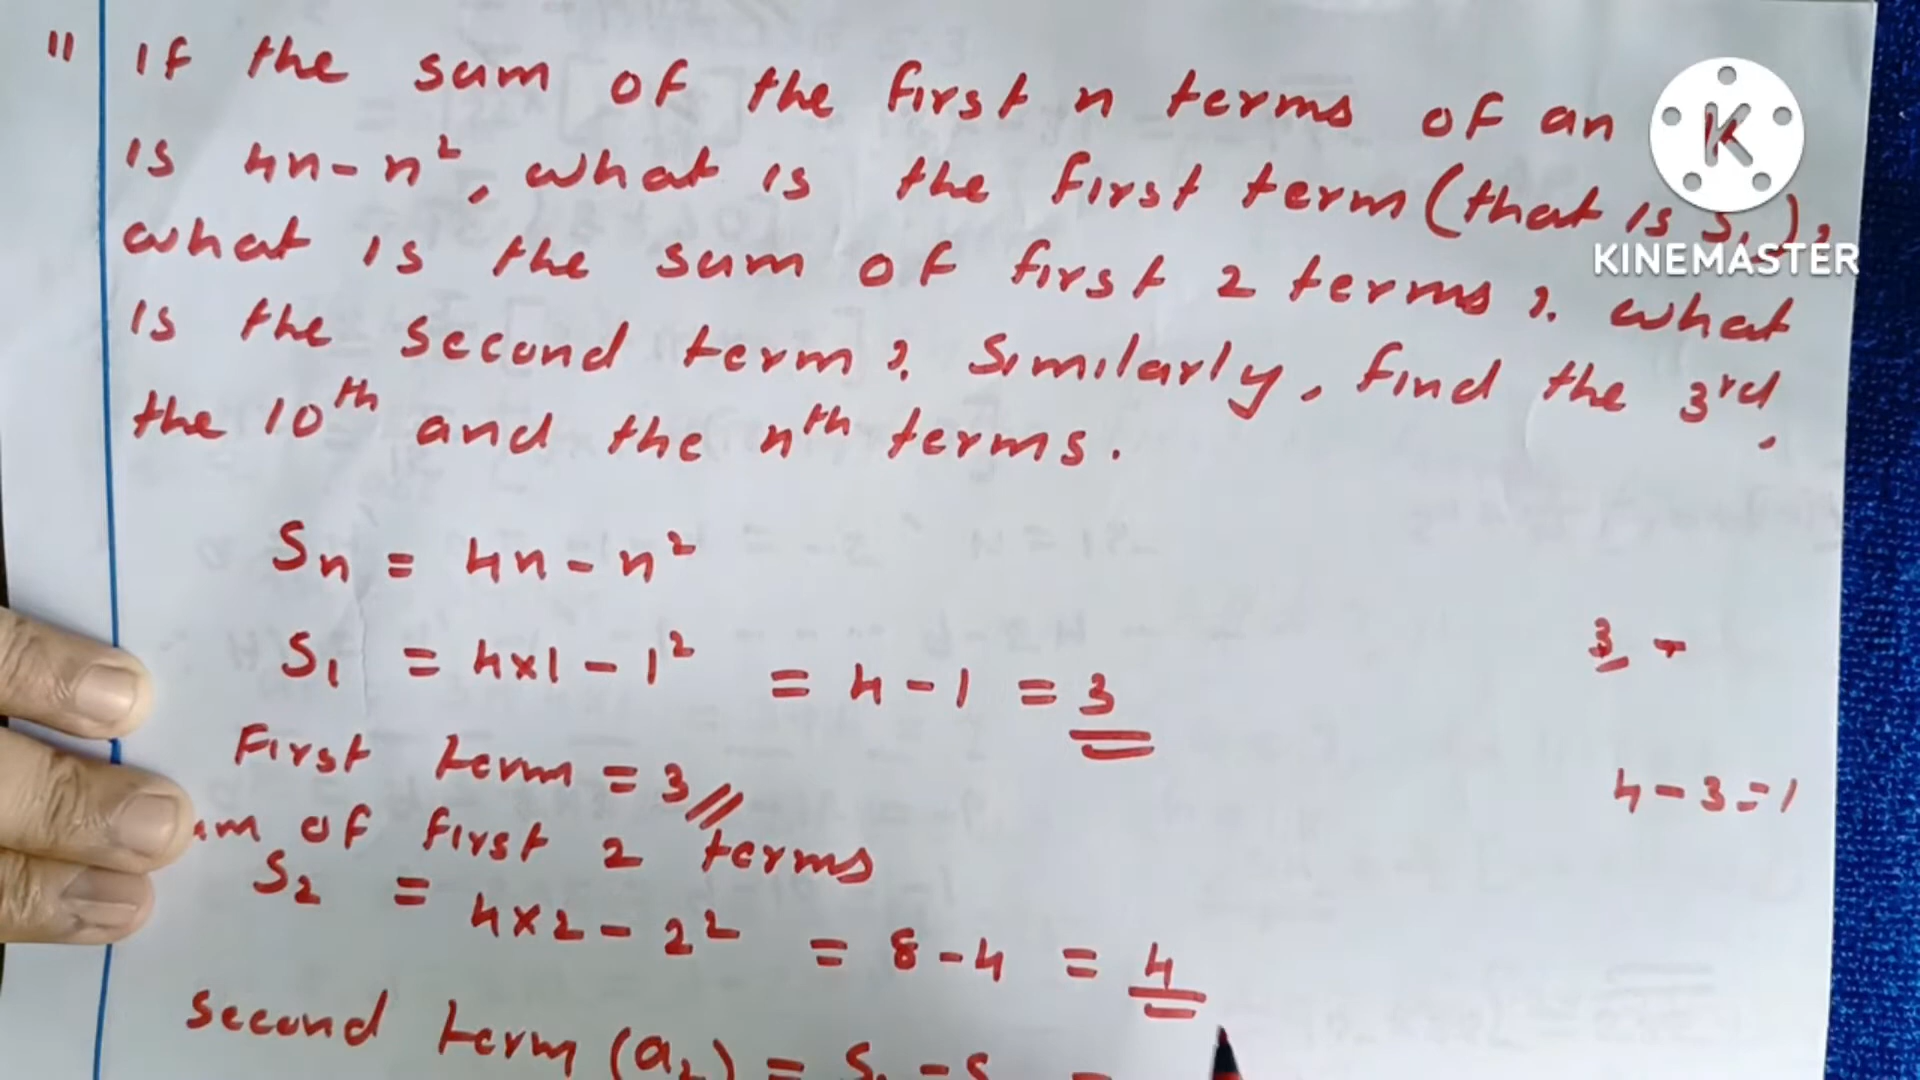 11 If the sum of the first n terms of an
is 4n-n², what is the first term (that is S₁)?
what is the sum of first 2 terms? what
is the second term? Similarly, find the 3rd,
the 10th and the nth terms.
Sn = 4n - n²
S₁ = 4×1 - 1² = 4 - 1 = 3
3 -
First term = 3//
4 - 3 = 1
of first 2 terms
S₂ = 4×2 - 2² = 8 - 4 = 4
second term (a₂) = S - S =
K
KINEMASTER